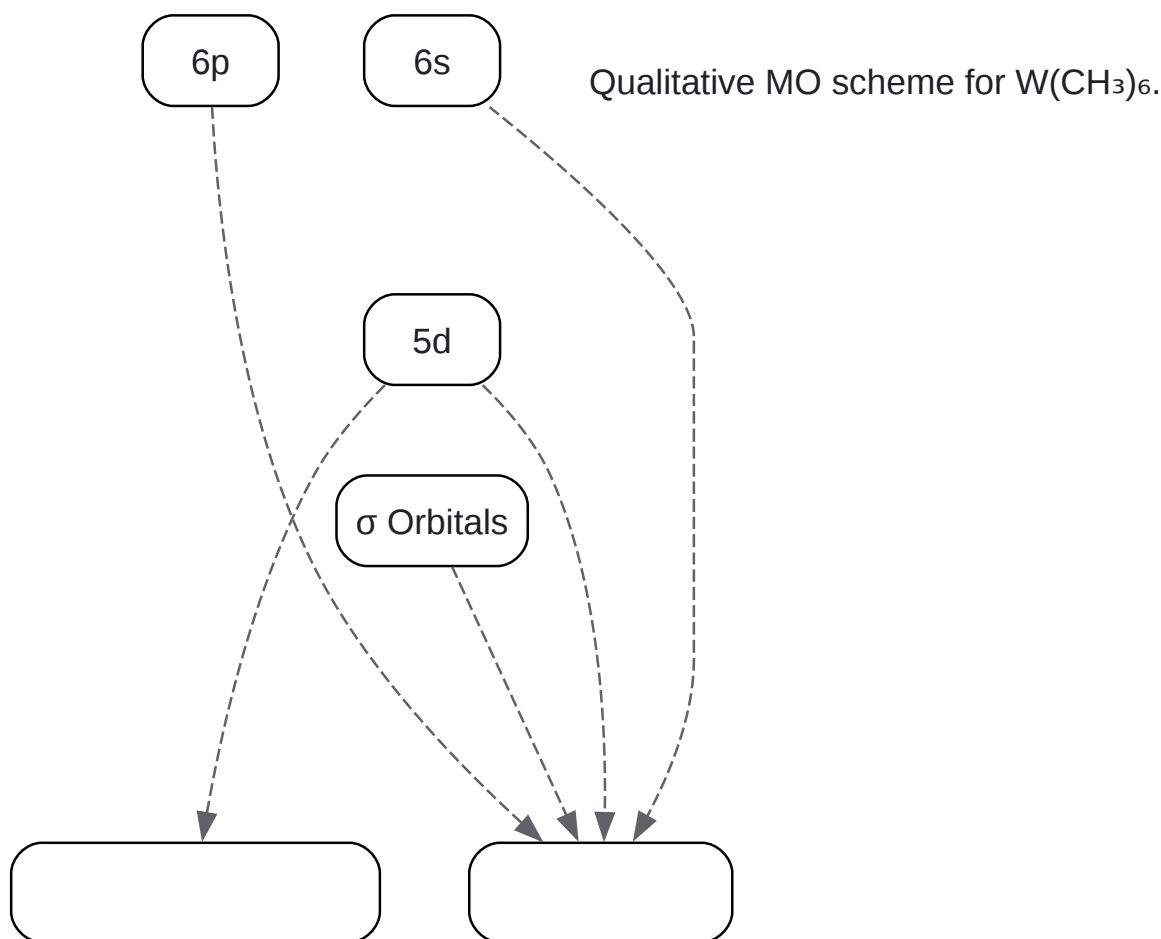 6p
6s
Qualitative MO scheme for W(CH₃)₆.
5d
σ Orbitals